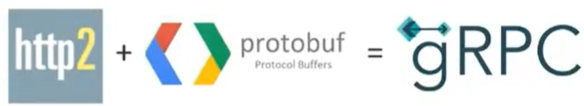 http2 + protobuf = gRPC
Protocol Buffers